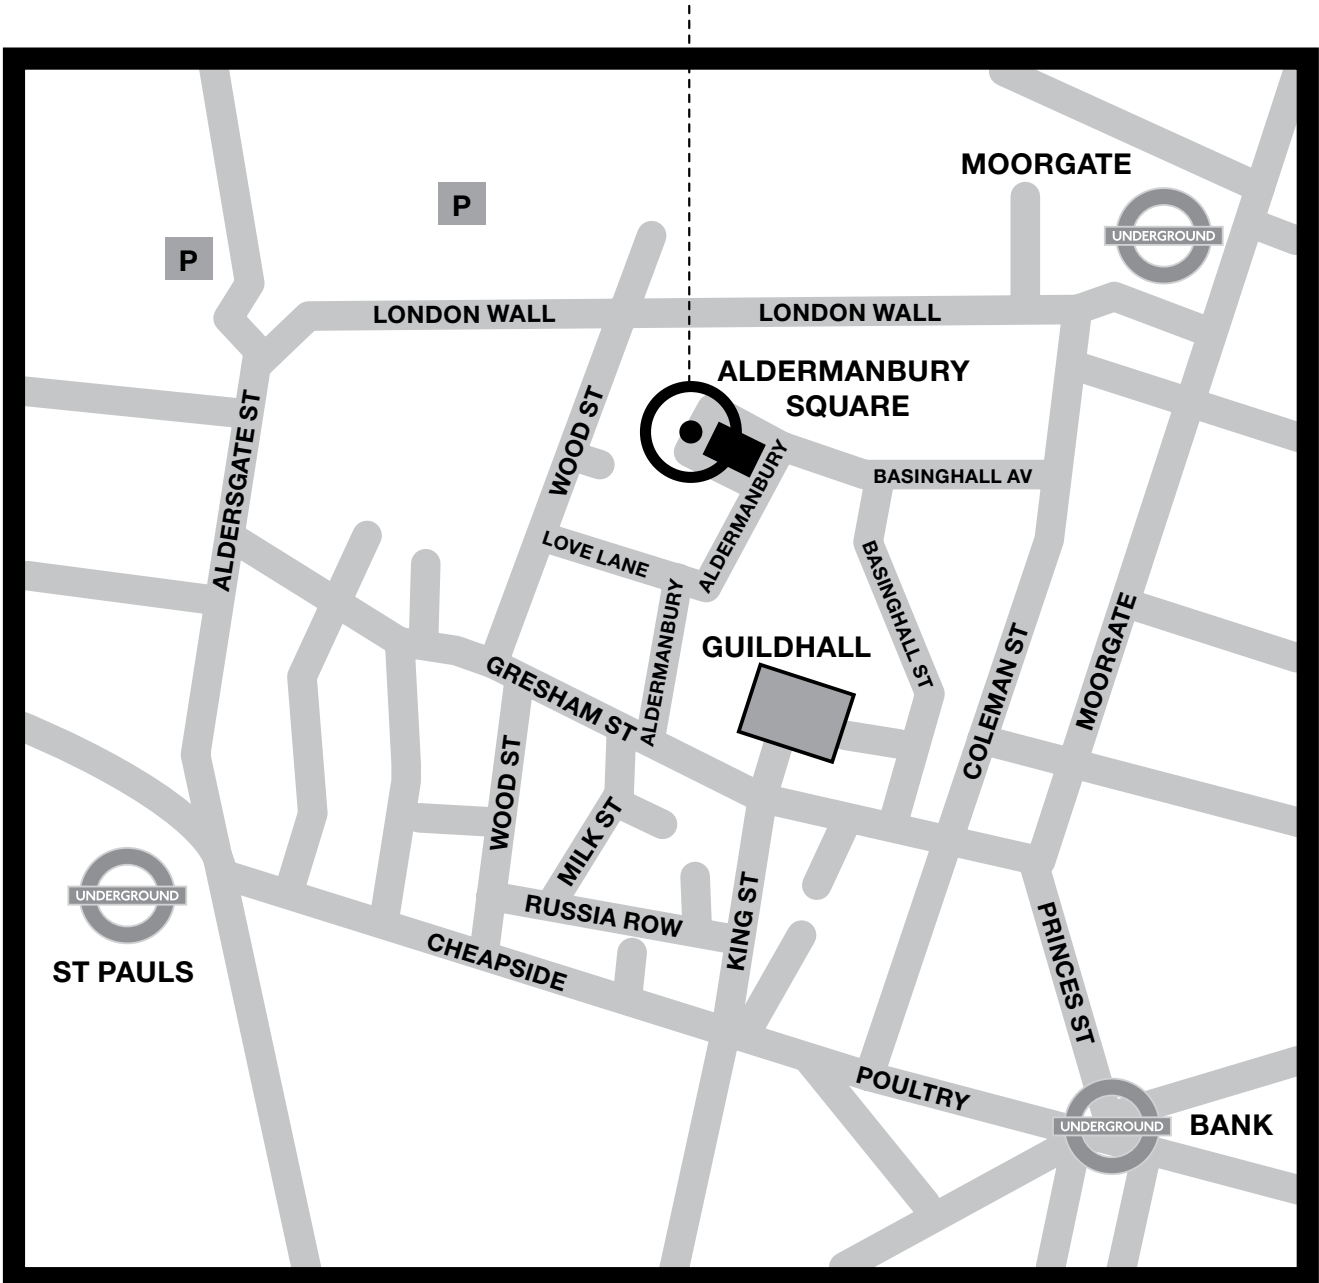 MOORGATE
P
UNDERGROUND
P
LONDON WALL
LONDON WALL
ALDERMANBURY
SQUARE
WOOD ST
ALDERSGATE ST
ALDERMANBURY
BASINGHALL AV
LOVE LANE
BASINGHALL ST
ALDERMANBURY
GUILDHALL
COLEMAN ST
MOORGATE
GRESHAM ST
WOOD ST
MILK ST
UNDERGROUND
ST PAULS
RUSSIA ROW
KING ST
CHEAPSIDE
PRINCES ST
POULTRY
UNDERGROUND
BANK